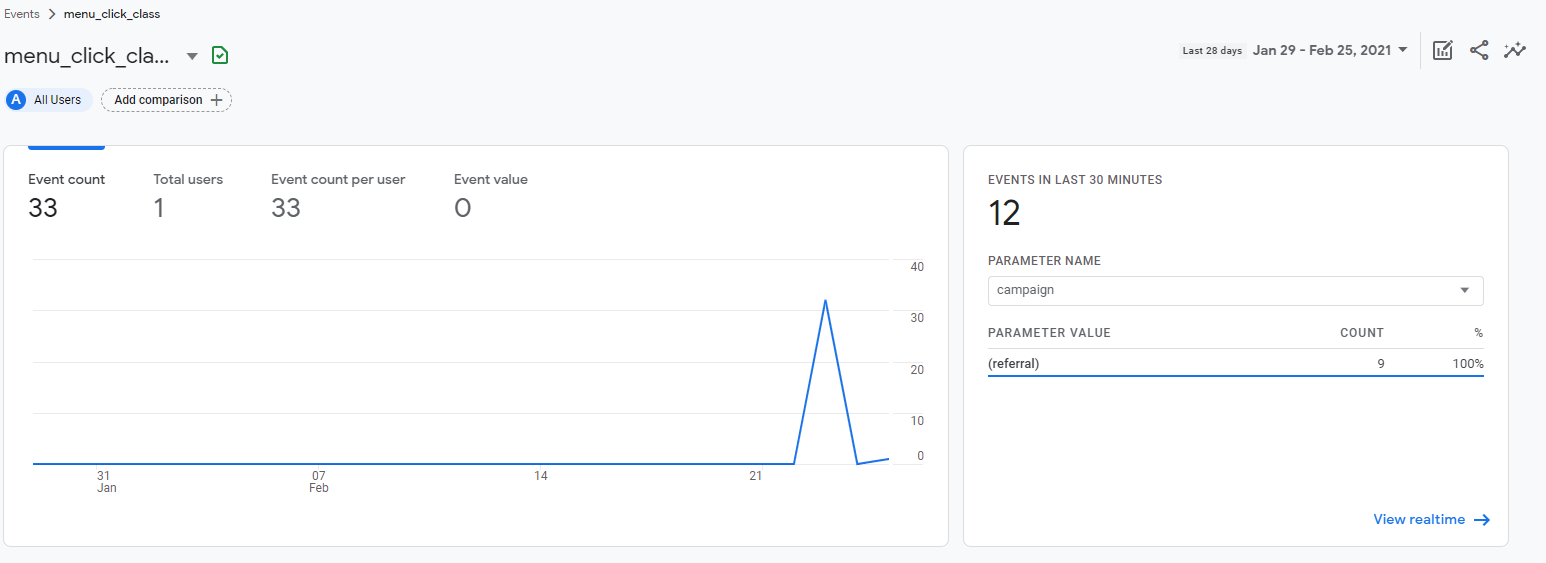 Events > menu_click_class
menu_click_cla...
Last 28 days Jan 29 - Feb 25, 2021
A All Users Add comparison +
Event count Total users Event count per user Event value
33 1 33 0
40
30
20
10
0
31 07 14 21
Jan Feb
EVENTS IN LAST 30 MINUTES
12
PARAMETER NAME
campaign
PARAMETER VALUE COUNT %
(referral) 9 100%
View realtime